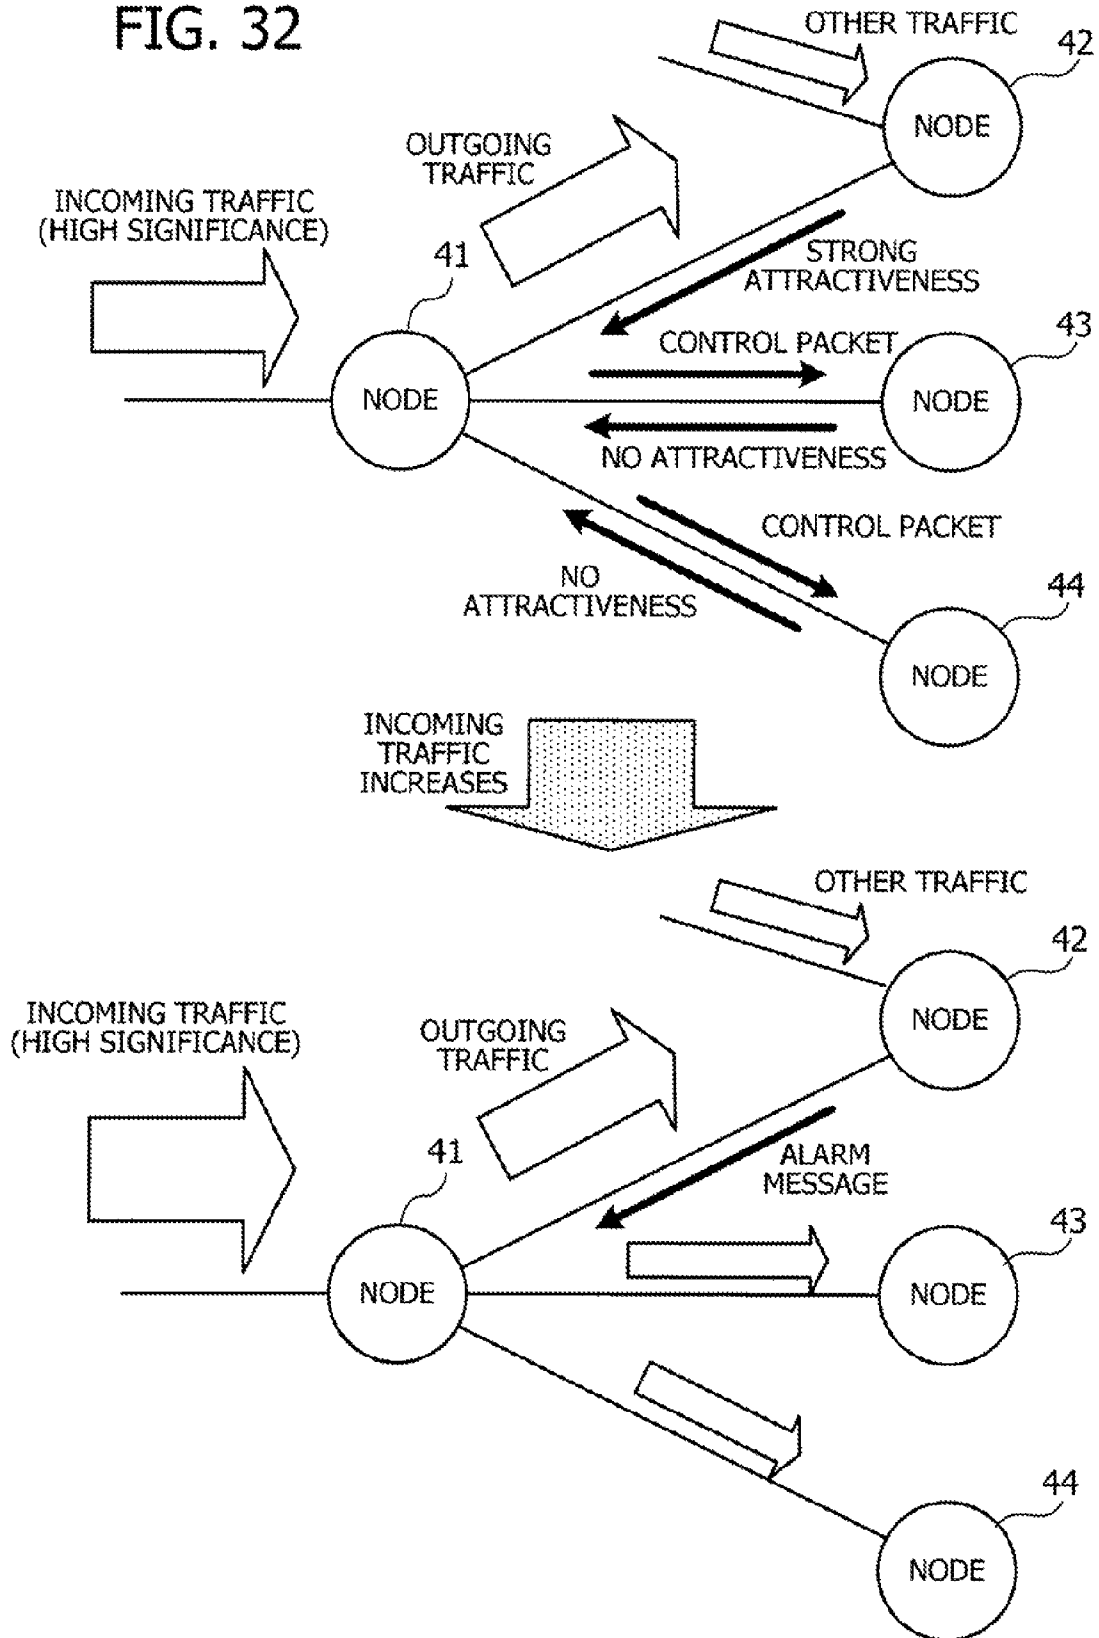 FIG. 32
OTHER TRAFFIC
42
NODE
OUTGOING
TRAFFIC
INCOMING TRAFFIC
(HIGH SIGNIFICANCE)
41
STRONG
ATTRACTIVENESS
43
CONTROL PACKET
NODE
NODE
NO ATTRACTIVENESS
CONTROL PACKET
NO
ATTRACTIVENESS
44
NODE
INCOMING
TRAFFIC
INCREASES
OTHER TRAFFIC
42
NODE
INCOMING TRAFFIC
(HIGH SIGNIFICANCE)
OUTGOING
TRAFFIC
41
ALARM
MESSAGE
43
NODE
NODE
44
NODE